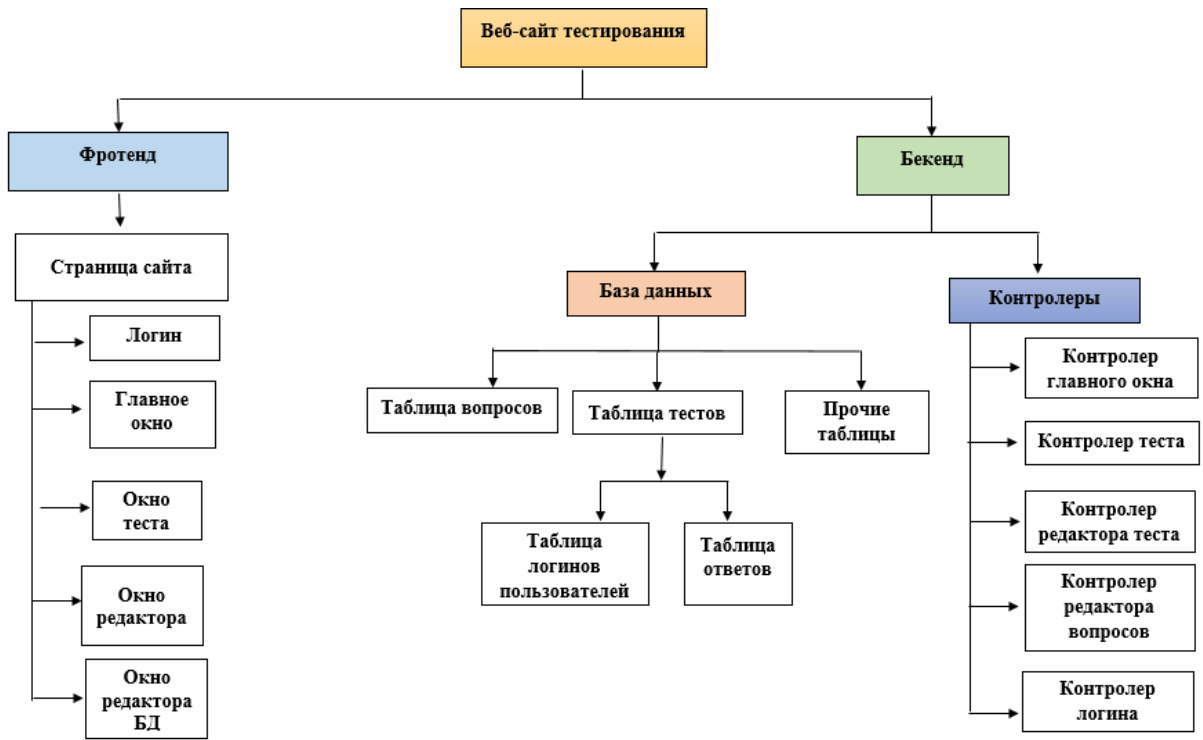 Веб-сайт тестирования
Фротенд
Бекенд
Страница сайта
База данных
Контролеры
Логин
Главное
окно
Окно
теста
Окно
редактора
Окно
редактора
БД
Таблица вопросов
Таблица тестов
Прочие
таблицы
Таблица
логинов
пользователей
Таблица
ответов
Контролер
главного окна
Контролер теста
Контролер
редактора теста
Контролер
редактора
вопросов
Контролер
логина